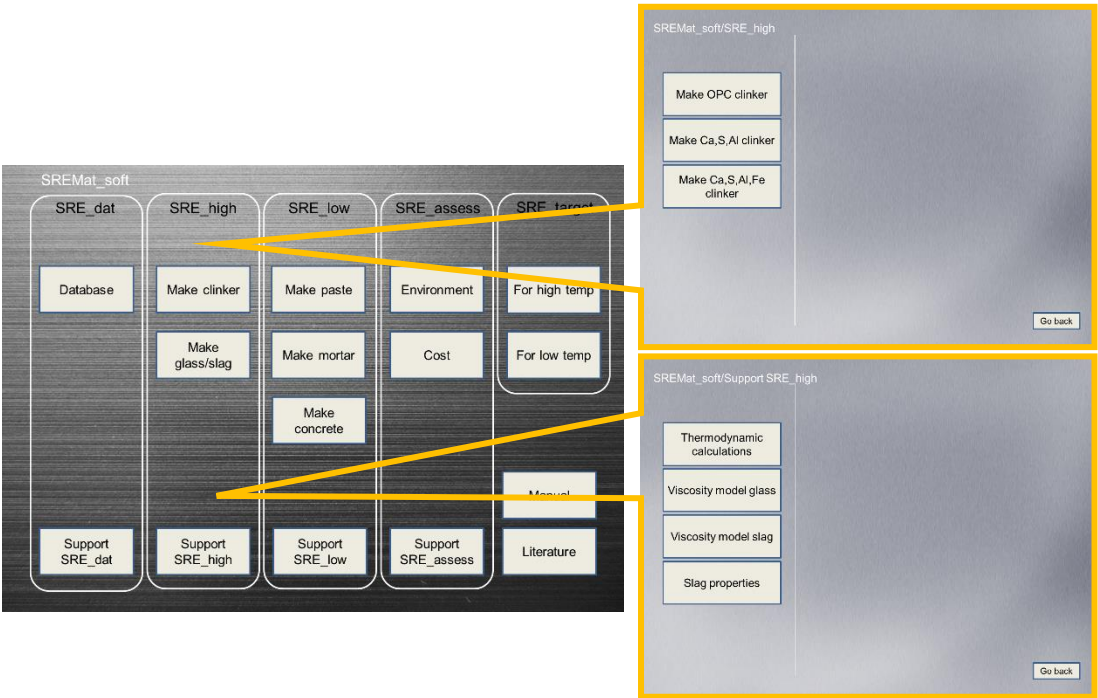 SREMat_soft
SRE_dat
SRE_high
SRE_low
SRE_assess
SRE_target
Database
Make clinker
Make paste
Environment
For high temp
Make
glass/slag
Make mortar
Cost
For low temp
Make
concrete
Manual
Support
SRE_dat
Support
SRE_high
Support
SRE_low
Support
SRE_assess
Literature
SREMat_soft/SRE_high
Make OPC clinker
Make Ca,S,Al clinker
Make Ca,S,Al,Fe
clinker
Go back
SREMat_soft/Support SRE_high
Thermodynamic
calculations
Viscosity model glass
Viscosity model slag
Slag properties
Go back